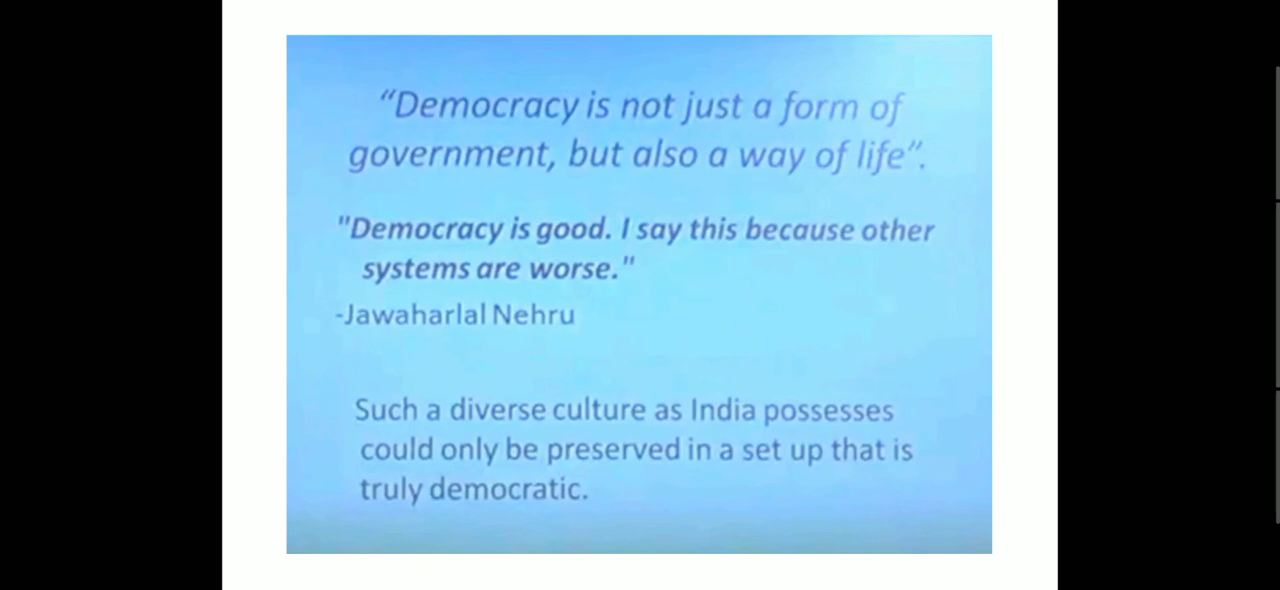 “Democracy is not just a form of
government, but also a way of life”.
"Democracy is good. I say this because other
systems are worse."
-Jawaharlal Nehru
Such a diverse culture as India possesses
could only be preserved in a set up that is
truly democratic.